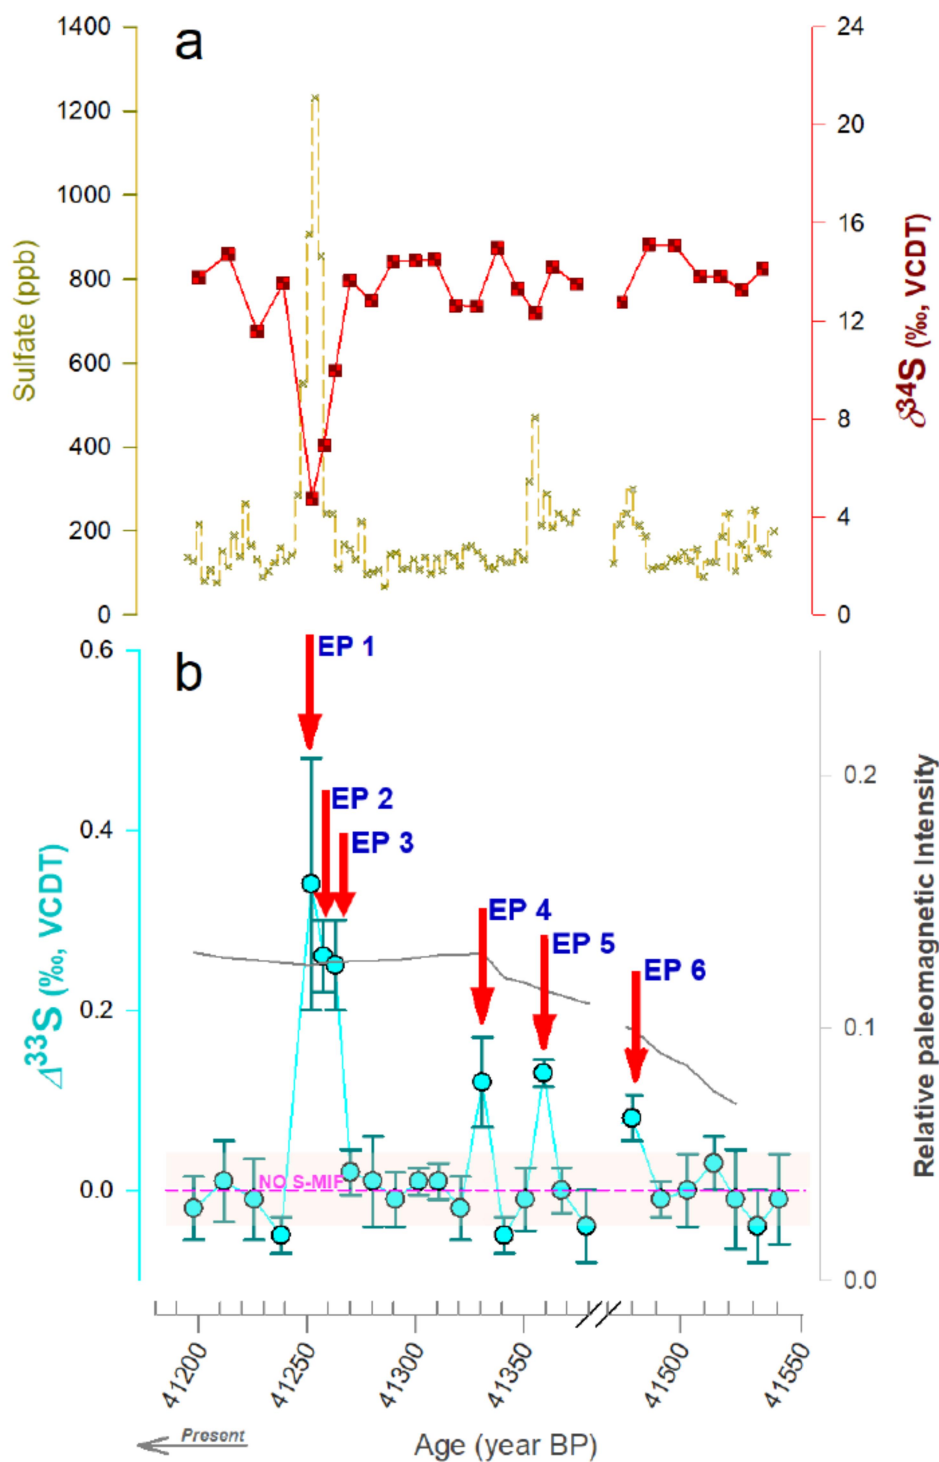 a
1400
1200
1000
800
600
400
200
0
Sulfate (ppb)
24
20
16
12
8
4
0
δ³⁴S (‰, VCDT)
b
EP 1
EP 2
EP 3
EP 4
EP 5
EP 6
NO S-MIF
0.6
0.4
0.2
0.0
Δ³³S (‰, VCDT)
0.2
0.1
0.0
Relative paleomagnetic Intensity
41200
41250
41300
41350
41500
41550
Present
Age (year BP)